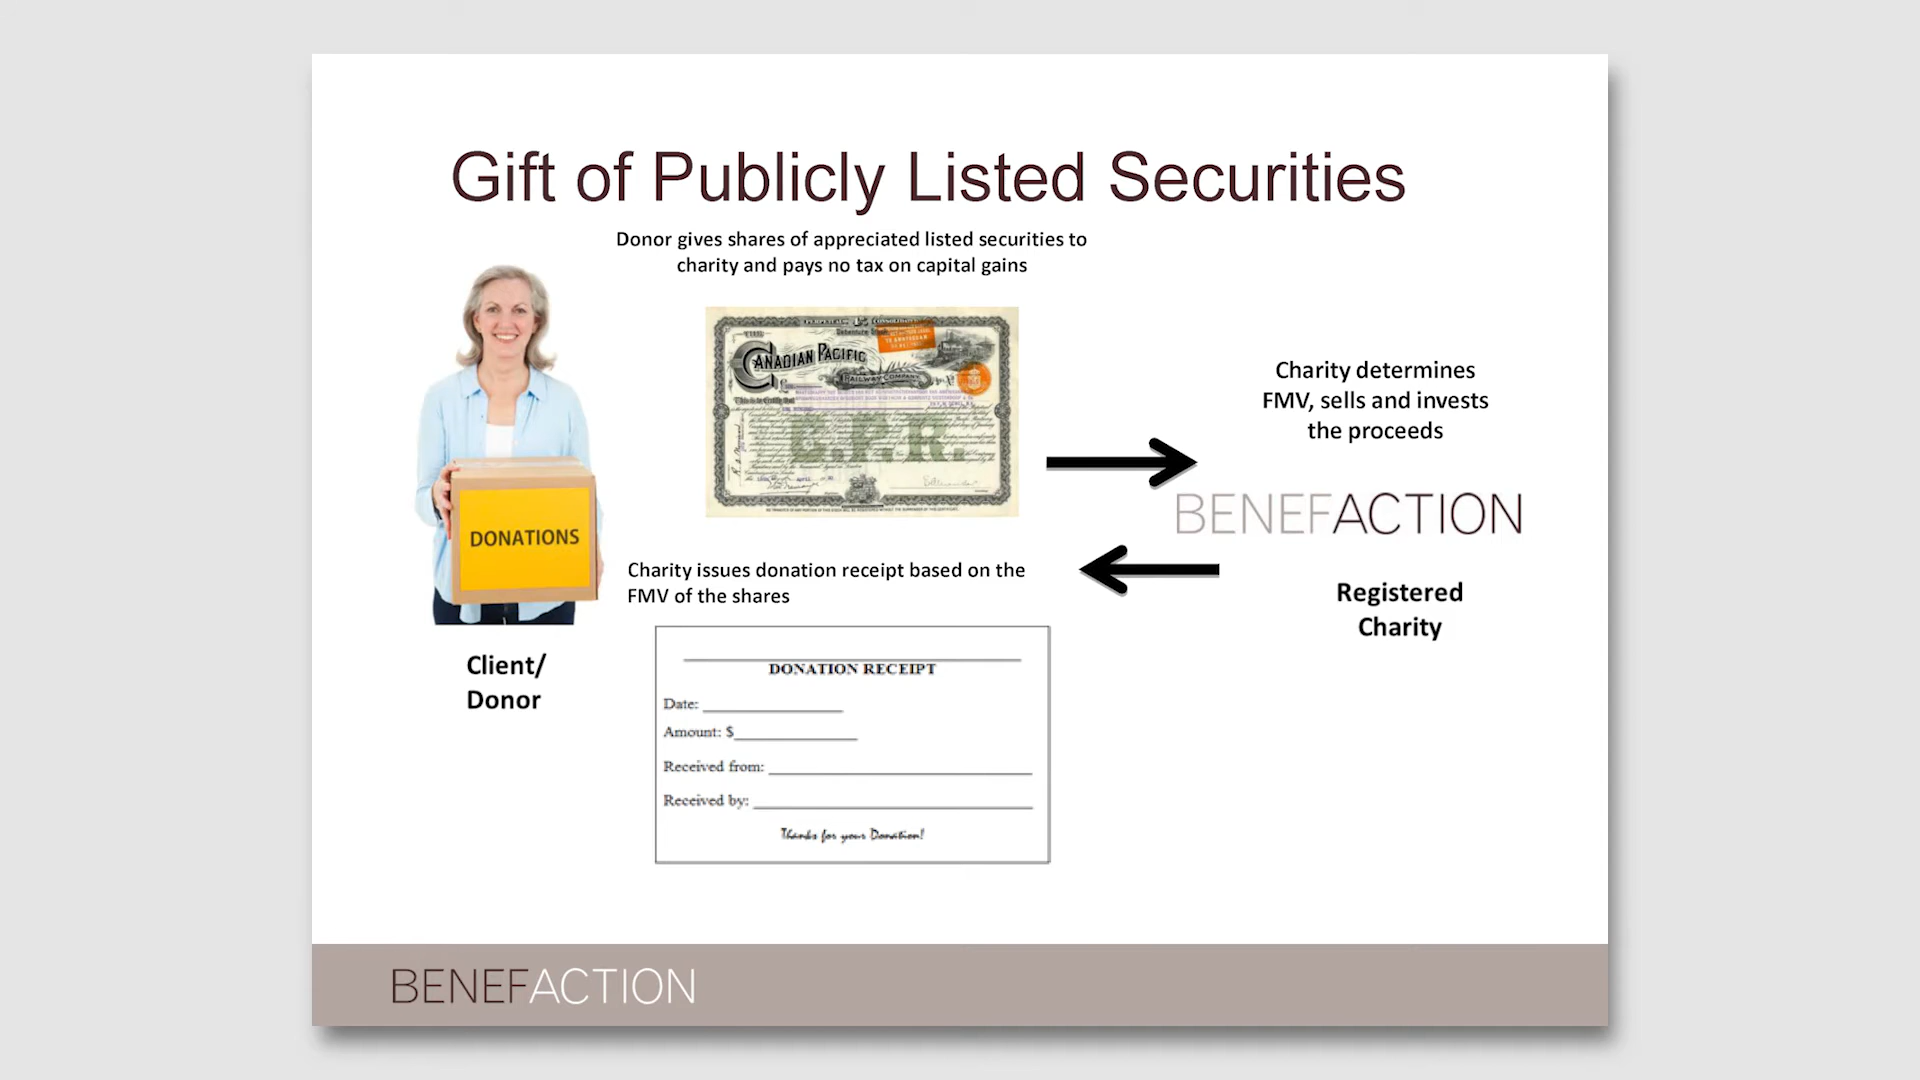 Gift of Publicly Listed Securities
Donor gives shares of appreciated listed securities to
charity and pays no tax on capital gains
CANADIAN PACIFIC
RAILWAY COMPANY
C.P.R.
DONATIONS
Client/
Donor
Charity determines
FMV, sells and invests
the proceeds
BENEFACTION
Registered
Charity
Charity issues donation receipt based on the
FMV of the shares
DONATION RECEIPT
Date:
Amount: $
Received from:
Received by:
Thanks for your Donation!
BENEFACTION